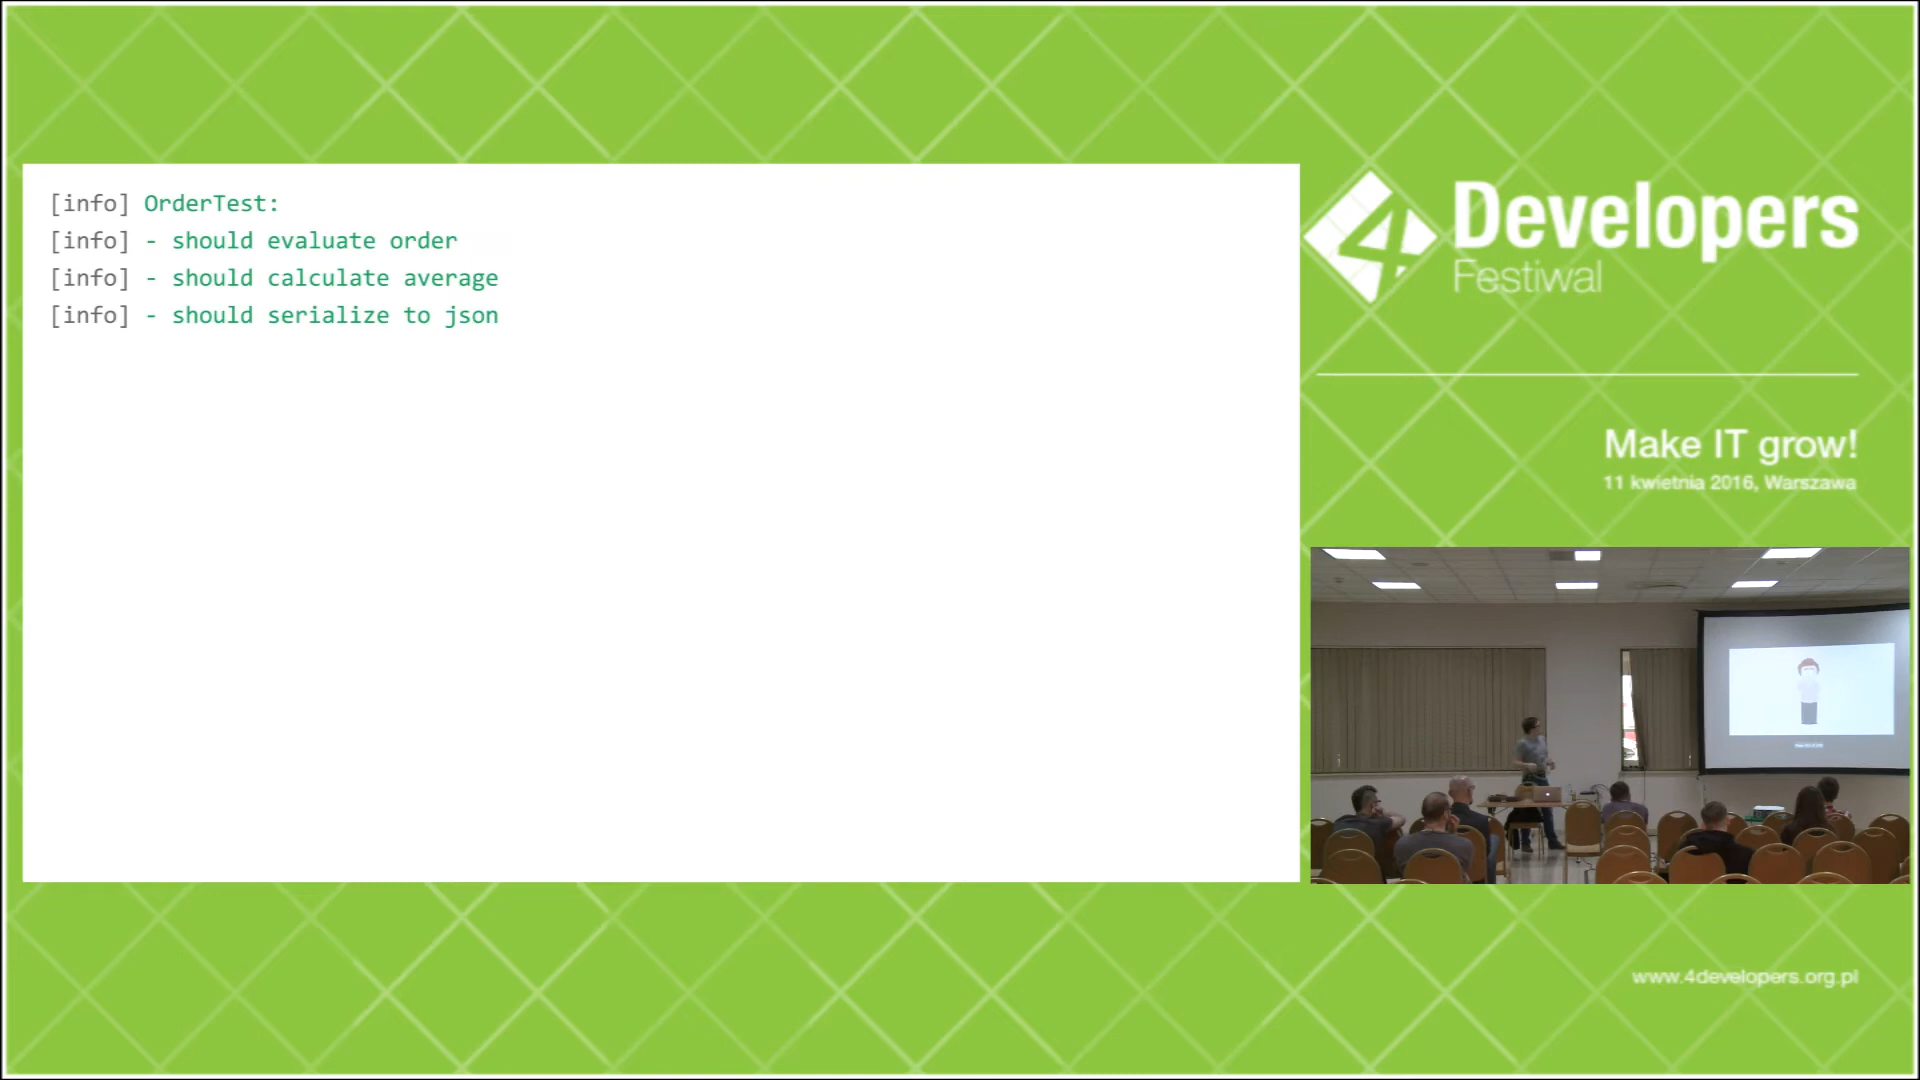 [info] OrderTest:
[info] - should evaluate order
[info] - should calculate average
[info] - should serialize to json
4 Developers
Festiwal
Make IT grow!
11 kwietnia 2016, Warszawa
www.4developers.org.pl